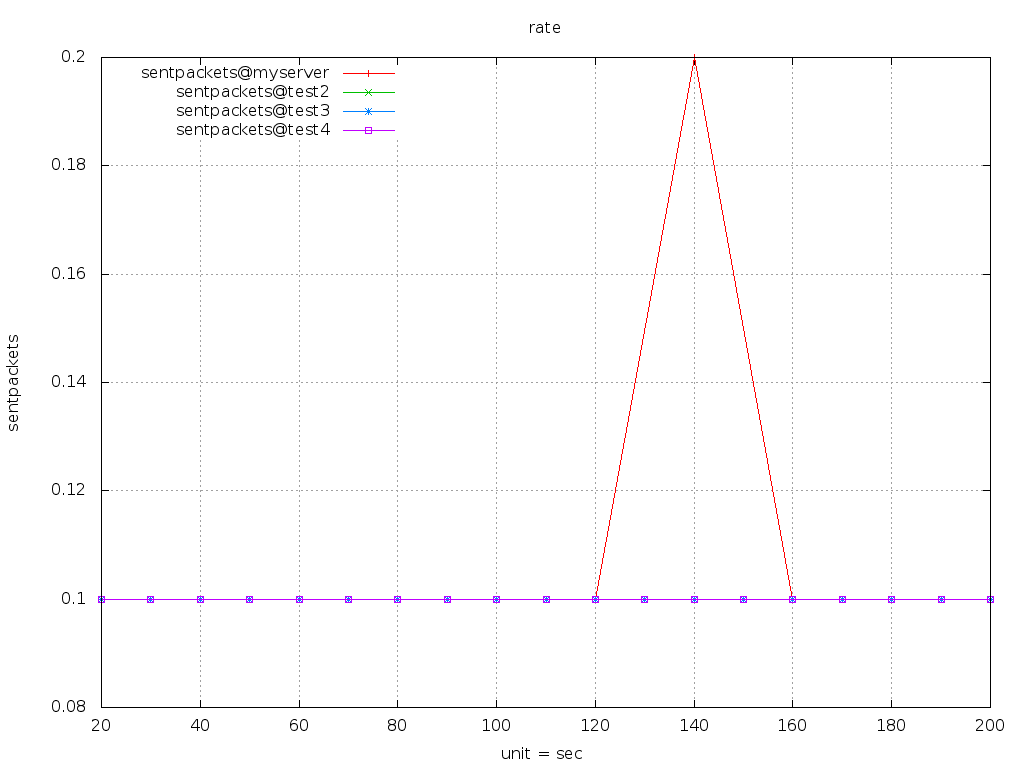 rate
0.2
sentpackets@myserver
sentpackets@test2
sentpackets@test3
sentpackets@test4
0.18
0.16
0.14
0.12
0.1
0.08
sentpackets
20 40 60 80 100 120 140 160 180 200
unit = sec